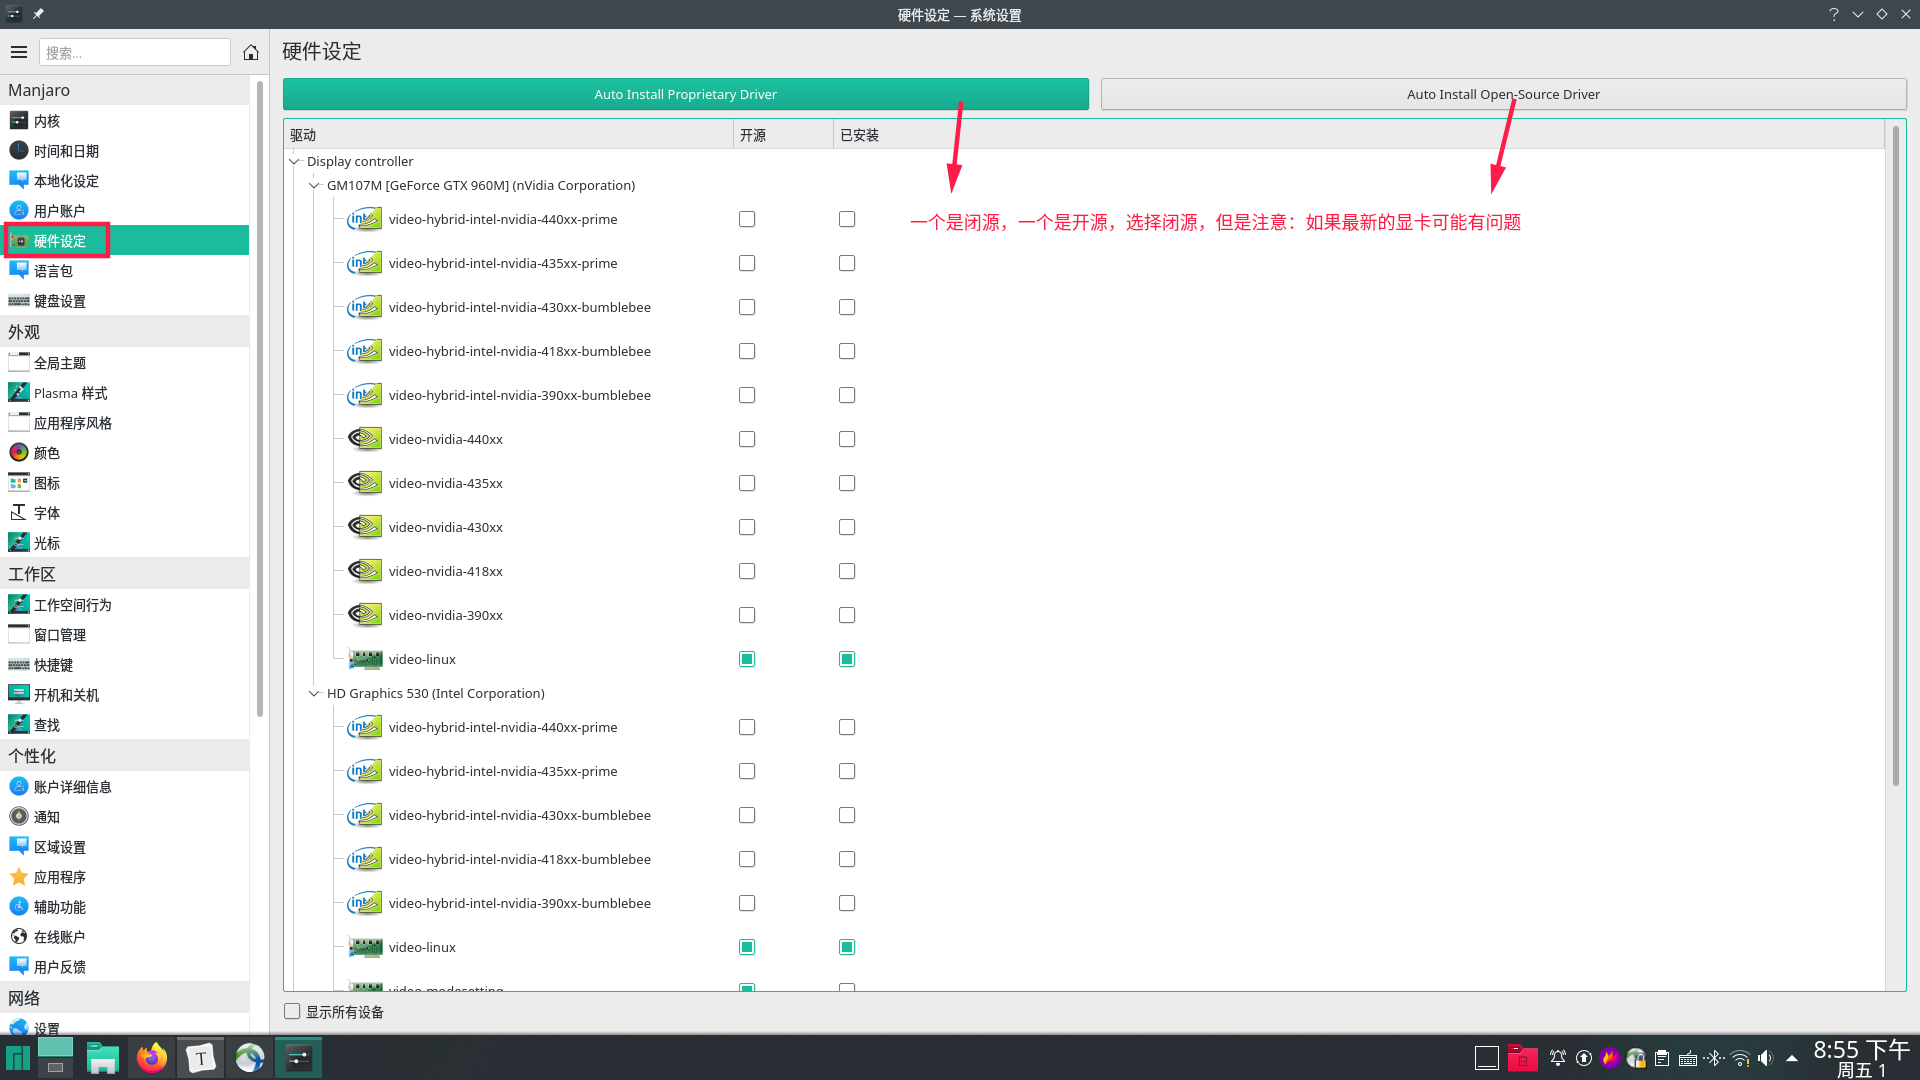 硬件设定 — 系统设置
搜索...
硬件设定
Manjaro
内核
时间和日期
本地化设定
用户账户
硬件设定
语言包
键盘设置
外观
全局主题
Plasma 样式
应用程序风格
颜色
图标
字体
光标
工作区
工作空间行为
窗口管理
快捷键
开机和关机
查找
个性化
账户详细信息
通知
区域设置
应用程序
辅助功能
在线账户
用户反馈
网络
设置
Auto Install Proprietary Driver
Auto Install Open-Source Driver
驱动 开源 已安装
Display controller
GM107M [GeForce GTX 960M] (nVidia Corporation)
video-hybrid-intel-nvidia-440xx-prime
一个是闭源，一个是开源，选择闭源，但是注意：如果最新的显卡可能有问题
video-hybrid-intel-nvidia-435xx-prime
video-hybrid-intel-nvidia-430xx-bumblebee
video-hybrid-intel-nvidia-418xx-bumblebee
video-hybrid-intel-nvidia-390xx-bumblebee
video-nvidia-440xx
video-nvidia-435xx
video-nvidia-430xx
video-nvidia-418xx
video-nvidia-390xx
video-linux
HD Graphics 530 (Intel Corporation)
video-hybrid-intel-nvidia-440xx-prime
video-hybrid-intel-nvidia-435xx-prime
video-hybrid-intel-nvidia-430xx-bumblebee
video-hybrid-intel-nvidia-418xx-bumblebee
video-hybrid-intel-nvidia-390xx-bumblebee
video-linux
video-modesetting
显示所有设备
8:55 下午
周五 1